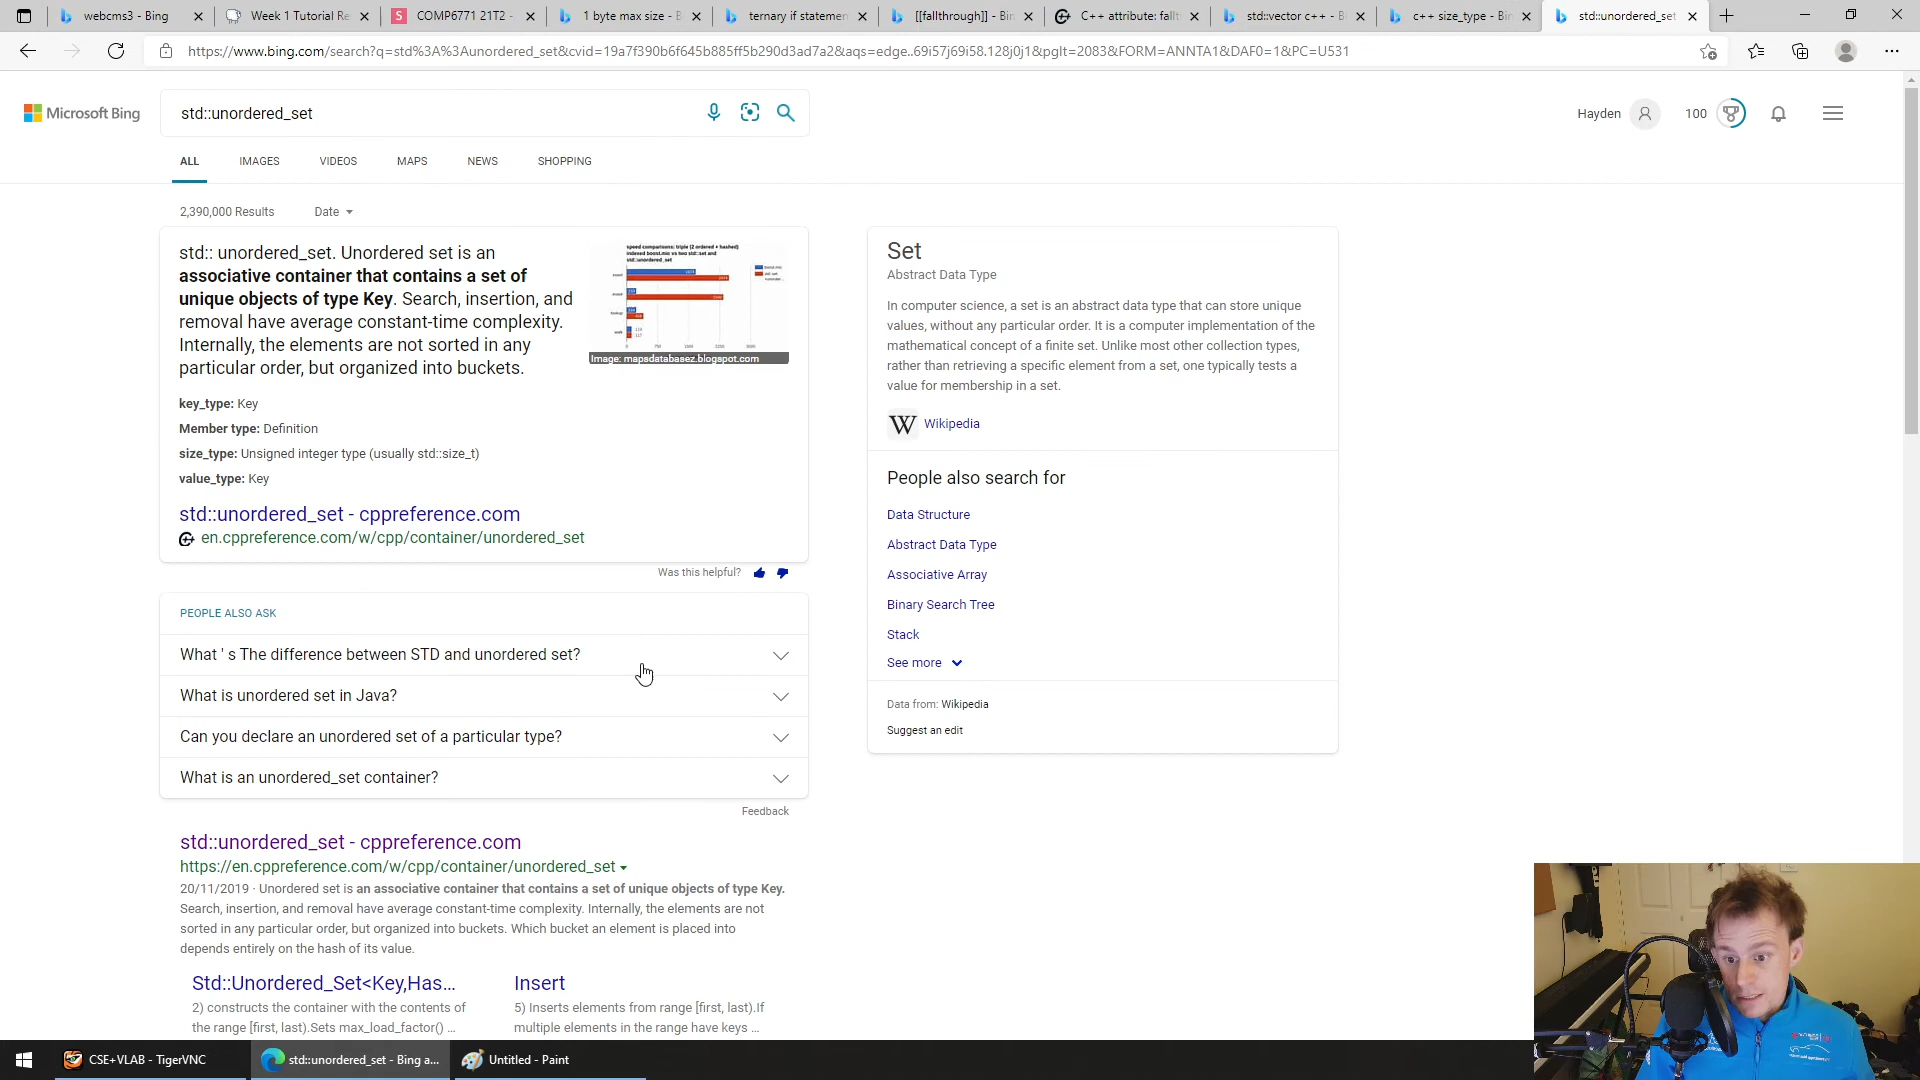 webcms3 - Bing
Week 1 Tutorial Re
COMP6771 21T2 -
1 byte max size - B
ternary if statemen
[[fallthrough]] - Bin
C++ attribute: fallt
std::vector c++ - B
c++ size_type - Bin
std::unordered_set
https://www.bing.com/search?q=std%3A%3Aunordered_set&cvid=19a7f390b6f645b885ff5b290d3ad7a2&aqs=edge..69i57j69i58.128j0j1&pglt=2083&FORM=ANNTA1&DAF0=1&PC=U531
Microsoft Bing
std::unordered_set
Hayden
100
ALL
IMAGES
VIDEOS
MAPS
NEWS
SHOPPING
2,390,000 Results
Date
std:: unordered_set. Unordered set is an
associative container that contains a set of
unique objects of type Key. Search, insertion, and
removal have average constant-time complexity.
Internally, the elements are not sorted in any
particular order, but organized into buckets.
speed comparisons: triple (2 ordered + hashed)
indexed boost.mic vs two std::set and
std::unordered_set
Image: mapsdatabasez.blogspot.com
key_type: Key
Member type: Definition
size_type: Unsigned integer type (usually std::size_t)
value_type: Key
std::unordered_set - cppreference.com
en.cppreference.com/w/cpp/container/unordered_set
Was this helpful?
PEOPLE ALSO ASK
What ' s The difference between STD and unordered set?
What is unordered set in Java?
Can you declare an unordered set of a particular type?
What is an unordered_set container?
Feedback
std::unordered_set - cppreference.com
https://en.cppreference.com/w/cpp/container/unordered_set
20/11/2019 · Unordered set is an associative container that contains a set of unique objects of type Key.
Search, insertion, and removal have average constant-time complexity. Internally, the elements are not
sorted in any particular order, but organized into buckets. Which bucket an element is placed into
depends entirely on the hash of its value.
Std::Unordered_Set<Key,Has...
2) constructs the container with the contents of
the range [first, last).Sets max_load_factor() ...
Insert
5) Inserts elements from range [first, last).If
multiple elements in the range have keys ...
Set
Abstract Data Type
In computer science, a set is an abstract data type that can store unique
values, without any particular order. It is a computer implementation of the
mathematical concept of a finite set. Unlike most other collection types,
rather than retrieving a specific element from a set, one typically tests a
value for membership in a set.
W Wikipedia
People also search for
Data Structure
Abstract Data Type
Associative Array
Binary Search Tree
Stack
See more
Data from: Wikipedia
Suggest an edit
CSE+VLAB - TigerVNC
std::unordered_set - Bing a...
Untitled - Paint